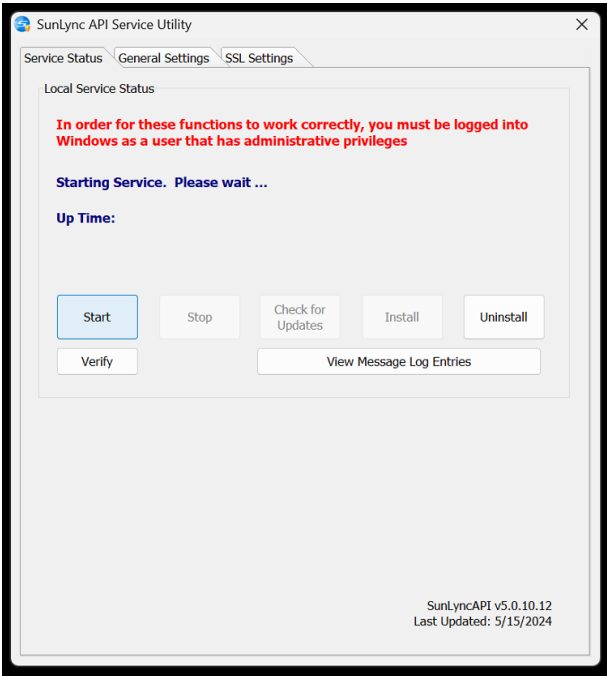 SunLync API Service Utility
Service Status General Settings SSL Settings
Local Service Status
In order for these functions to work correctly, you must be logged into
Windows as a user that has administrative privileges
Starting Service.  Please wait ...
Up Time:
Start
Stop
Check for
Updates
Install
Uninstall
Verify
View Message Log Entries
SunLyncAPI v5.0.10.12
Last Updated: 5/15/2024